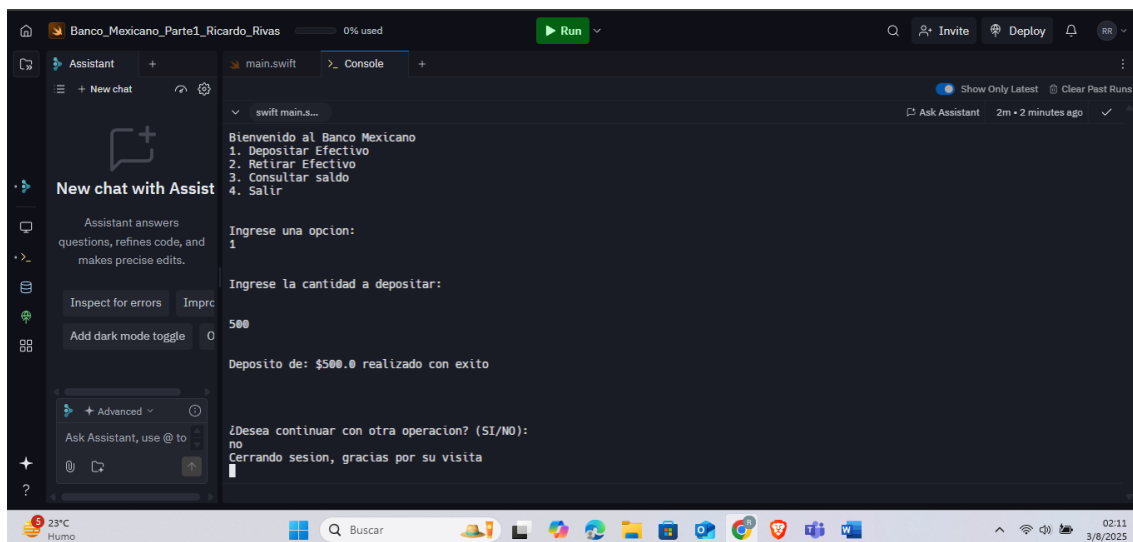 Banco_Mexicano_Parte1_Ricardo_Rivas 0% used Run Invite Deploy RR
Assistant + main.swift >_ Console +
+ New chat Show Only Latest Clear Past Runs
swift main.s... Ask Assistant 2m • 2 minutes ago
Bienvenido al Banco Mexicano
1. Depositar Efectivo
2. Retirar Efectivo
3. Consultar saldo
4. Salir
Ingrese una opcion:
1
Ingrese la cantidad a depositar:
500
Deposito de: $500.0 realizado con exito
¿Desea continuar con otra operacion? (SI/NO):
no
Cerrando sesion, gracias por su visita
New chat with Assist
Assistant answers
questions, refines code, and
makes precise edits.
Inspect for errors Impro
Add dark mode toggle O
Advanced
Ask Assistant, use @ to
?
5 23°C
Humo
Buscar
02:11
3/8/2025